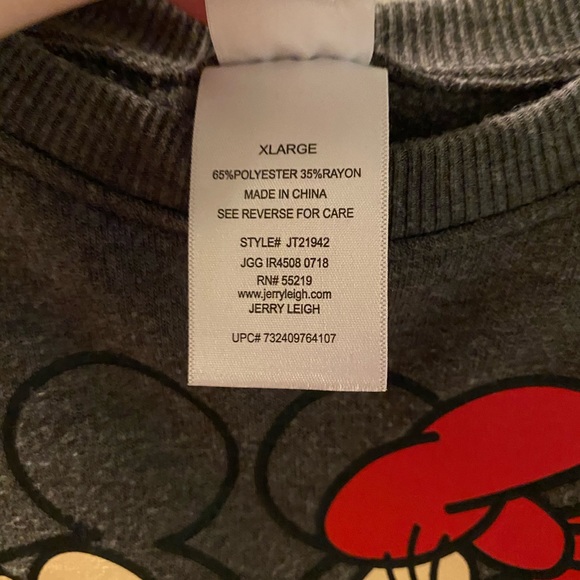 XLARGE
65%POLYESTER 35%RAYON
MADE IN CHINA
SEE REVERSE FOR CARE
STYLE# JT21942
JGG IR4508 0718
RN# 55219
www.jerryleigh.com
JERRY LEIGH
UPC# 732409764107